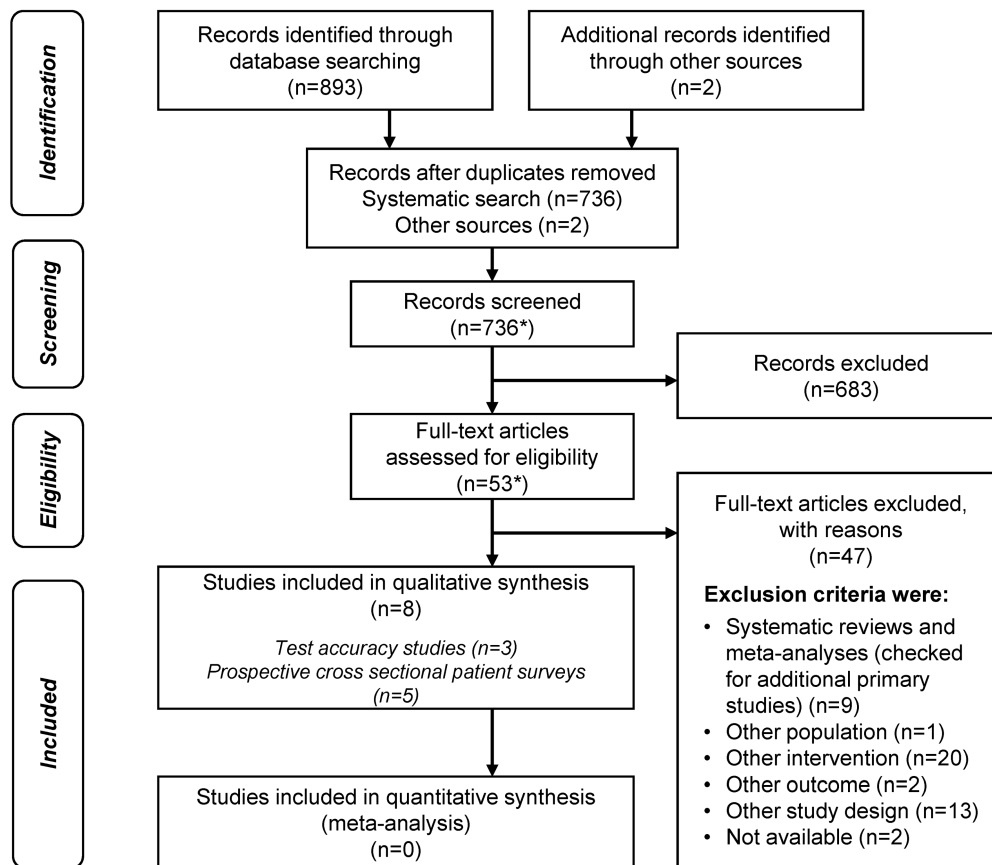 Identification
Records identified through
database searching
(n=893)
Additional records identified
through other sources
(n=2)
Records after duplicates removed
Systematic search (n=736)
Other sources (n=2)
Screening
Records screened
(n=736*)
Records excluded
(n=683)
Eligibility
Full-text articles
assessed for eligibility
(n=53*)
Full-text articles excluded,
with reasons
(n=47)
Exclusion criteria were:
• Systematic reviews and
meta-analyses (checked
for additional primary
studies) (n=9)
• Other population (n=1)
• Other intervention (n=20)
• Other outcome (n=2)
• Other study design (n=13)
• Not available (n=2)
Included
Studies included in qualitative synthesis
(n=8)
Test accuracy studies (n=3)
Prospective cross sectional patient surveys
(n=5)
Studies included in quantitative synthesis
(meta-analysis)
(n=0)